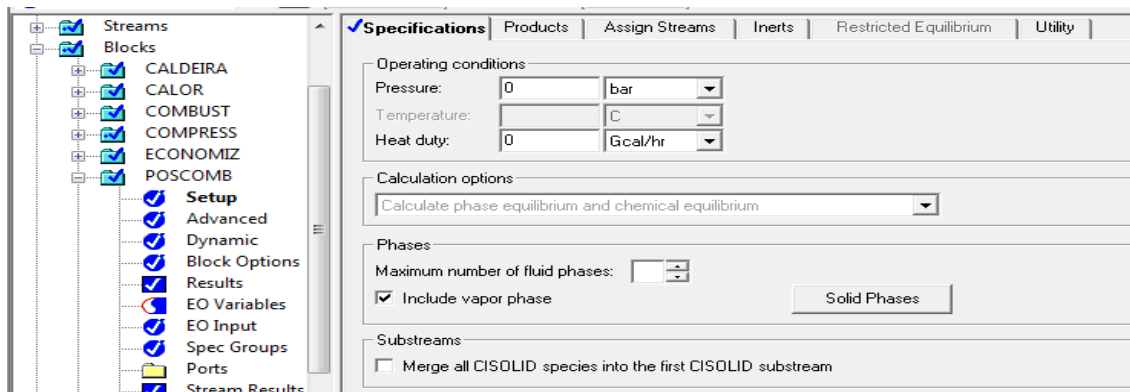 Streams
Blocks
CALDEIRA
CALOR
COMBUST
COMPRESS
ECONOMIZ
POSCOMB
Setup
Advanced
Dynamic
Block Options
Results
EO Variables
EO Input
Spec Groups
Ports
Stream Results
Specifications Products Assign Streams Inerts Restricted Equilibrium Utility
Operating conditions
Pressure: 0 bar
Temperature: C
Heat duty: 0 Gcal/hr
Calculation options
Calculate phase equilibrium and chemical equilibrium
Phases
Maximum number of fluid phases:
Include vapor phase Solid Phases
Substreams
Merge all CISOLID species into the first CISOLID substream